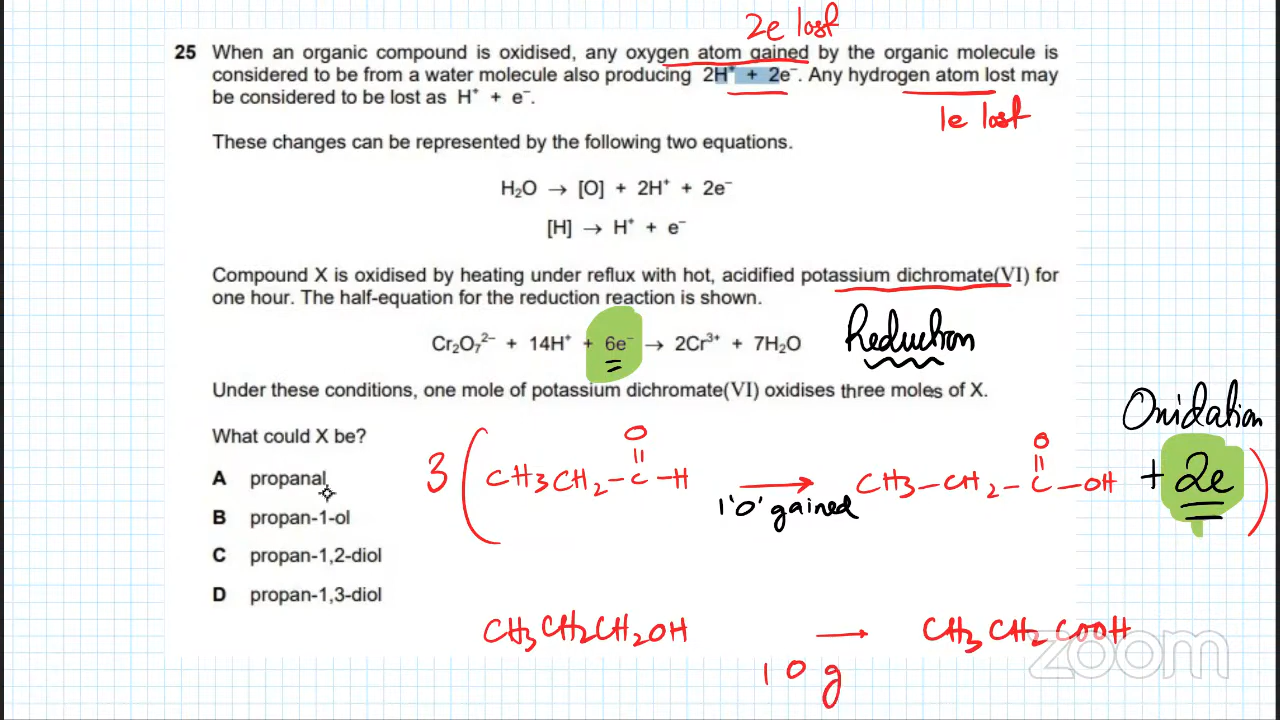 2e lost
25 When an organic compound is oxidised, any oxygen atom gained by the organic molecule is
considered to be from a water molecule also producing 2H⁺ + 2e⁻. Any hydrogen atom lost may
be considered to be lost as H⁺ + e⁻.
1e lost
These changes can be represented by the following two equations.
H₂O → [O] + 2H⁺ + 2e⁻
[H] → H⁺ + e⁻
Compound X is oxidised by heating under reflux with hot, acidified potassium dichromate(VI) for
one hour. The half-equation for the reduction reaction is shown.
Cr₂O₇²⁻ + 14H⁺ + 6e⁻ → 2Cr³⁺ + 7H₂O
Reduction
Under these conditions, one mole of potassium dichromate(VI) oxidises three moles of X.
Oxidation
What could X be?
A propanal
3 ( CH3CH2-C-H → CH3-CH2-C-OH + 2e )
O
O
1'O' gained
B propan-1-ol
C propan-1,2-diol
D propan-1,3-diol
CH3CH2CH2OH → CH3CH2COOH
1 O g
zoom